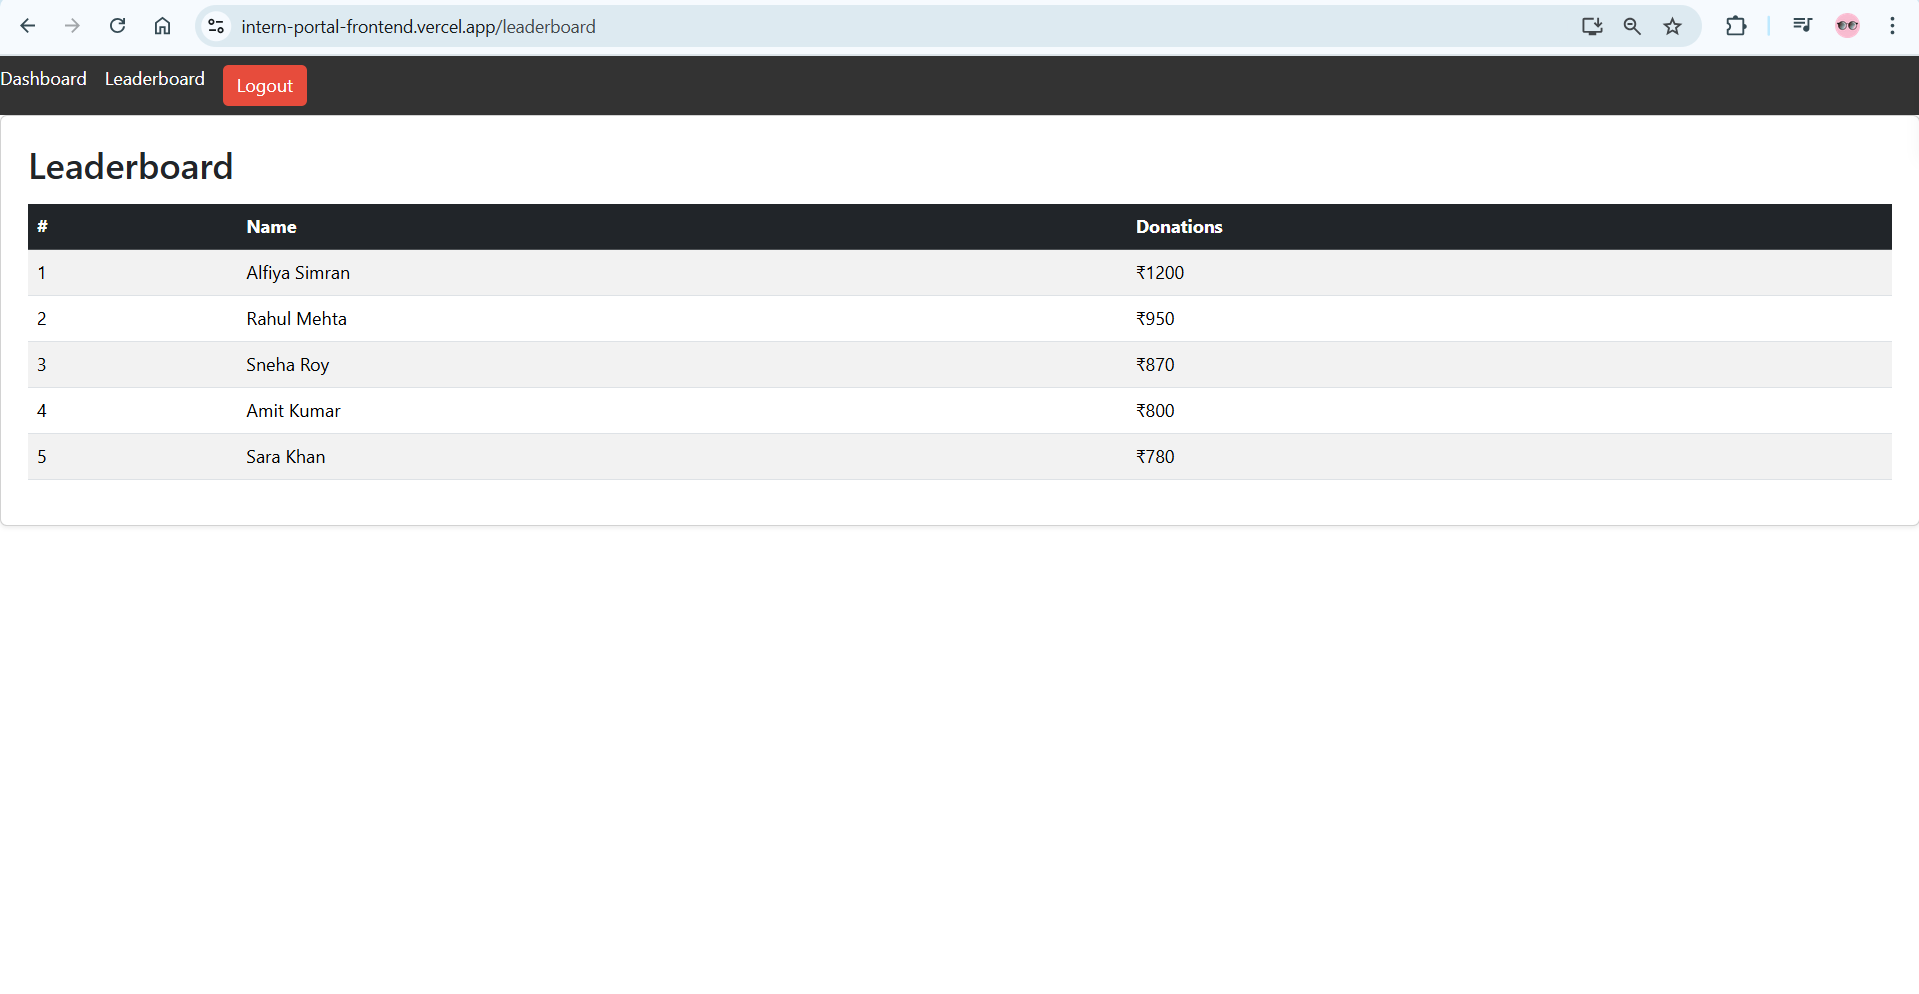 intern-portal-frontend.vercel.app/leaderboard
Dashboard Leaderboard Logout
Leaderboard
# Name Donations
1 Alfiya Simran ₹1200
2 Rahul Mehta ₹950
3 Sneha Roy ₹870
4 Amit Kumar ₹800
5 Sara Khan ₹780